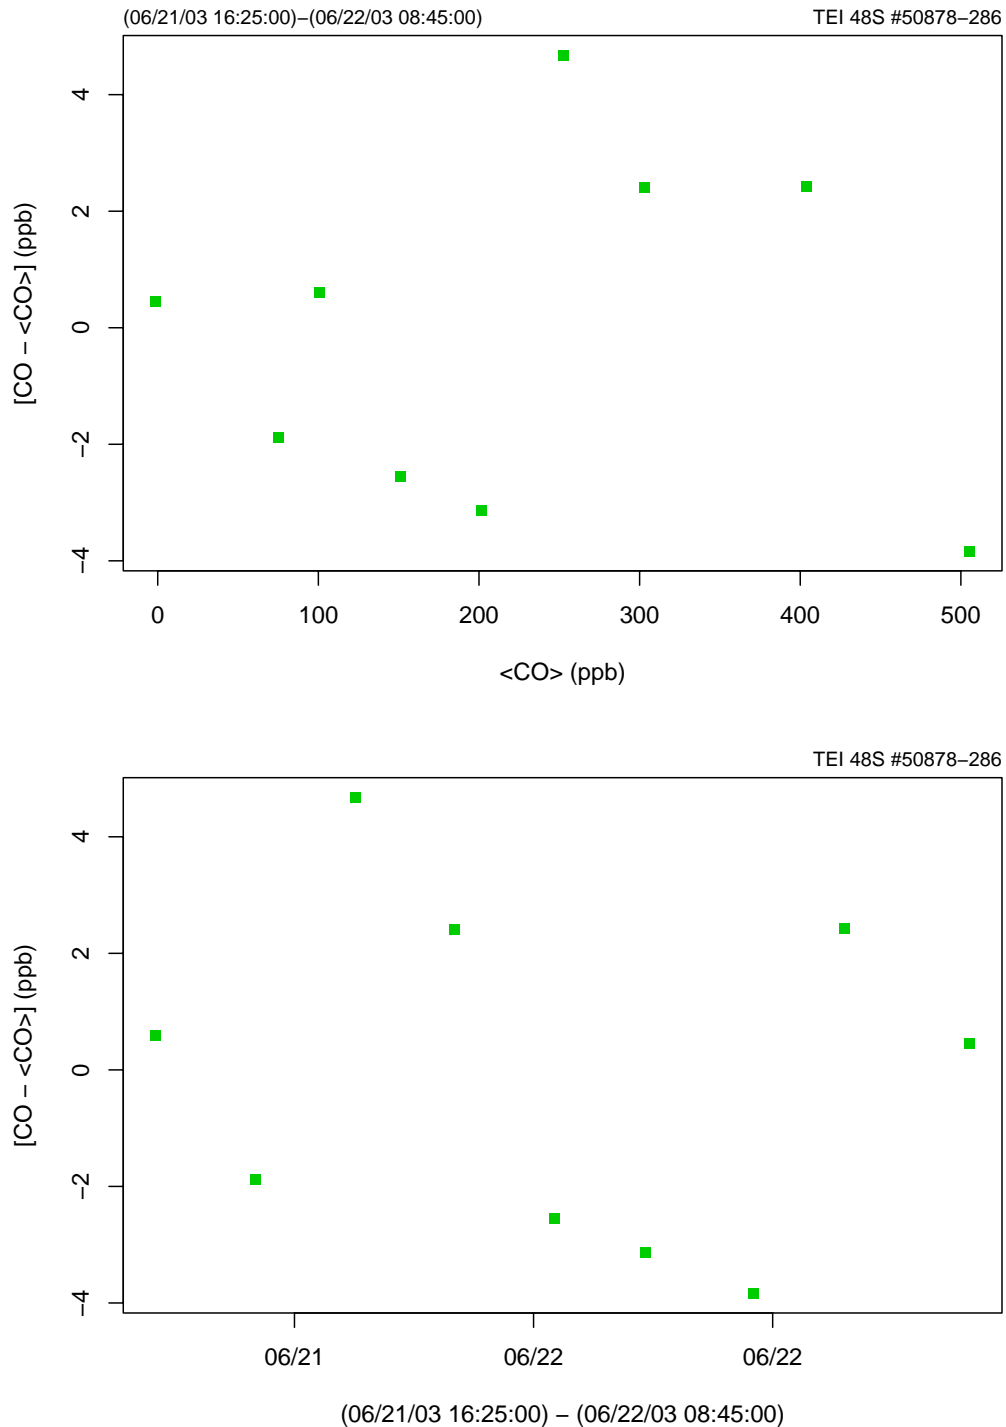 (06/21/03 16:25:00)−(06/22/03 08:45:00) TEI 48S #50878−286
4
2
0
−2
−4
[CO − <CO>] (ppb)
0 100 200 300 400 500
<CO> (ppb)
TEI 48S #50878−286
4
2
0
−2
−4
[CO − <CO>] (ppb)
06/21 06/22 06/22
(06/21/03 16:25:00) − (06/22/03 08:45:00)